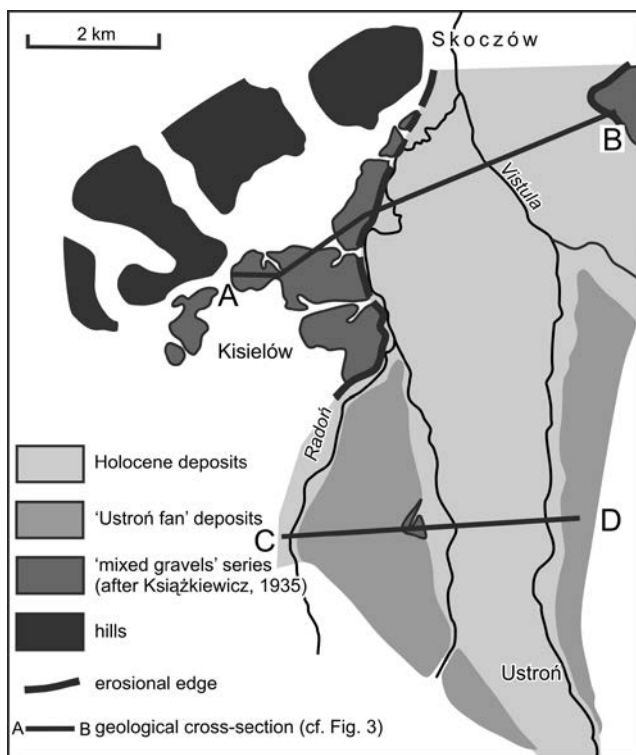 2 km
Skoczów
B
Vistula
A
Kisielów
Radoń
Holocene deposits
'Ustroń fan' deposits
C
D
'mixed gravels' series
(after Książkiewicz, 1935)
hills
Ustroń
erosional edge
A B geological cross-section (cf. Fig. 3)